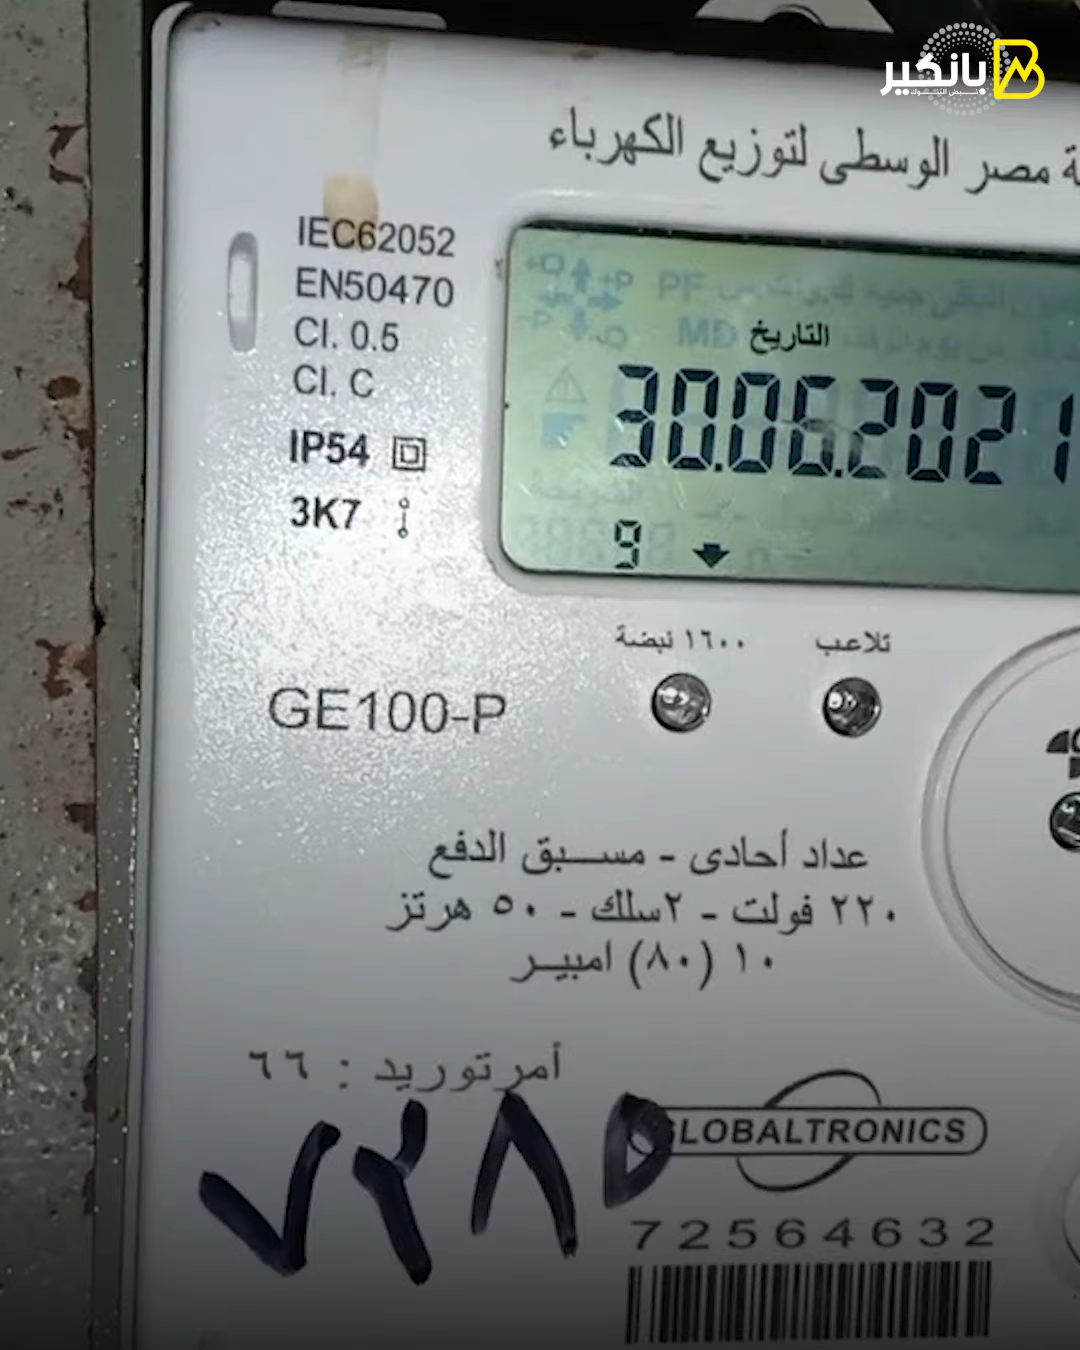 بانكير
ة مصر الوسطى لتوزيع الكهرباء
IEC62052
EN50470
Cl. 0.5
Cl. C
IP54
3K7
PF
MD التاريخ
30.06.2021
9
١٦٠٠ نبضة
تلاعب
GE100-P
عداد أحادى - مسبق الدفع
٢٢٠ فولت - ٢سلك - ٥٠ هرتز
١٠ (٨٠) امبير
أمر توريد : ٦٦
٧٢٨٥
GLOBALTRONICS
72564632